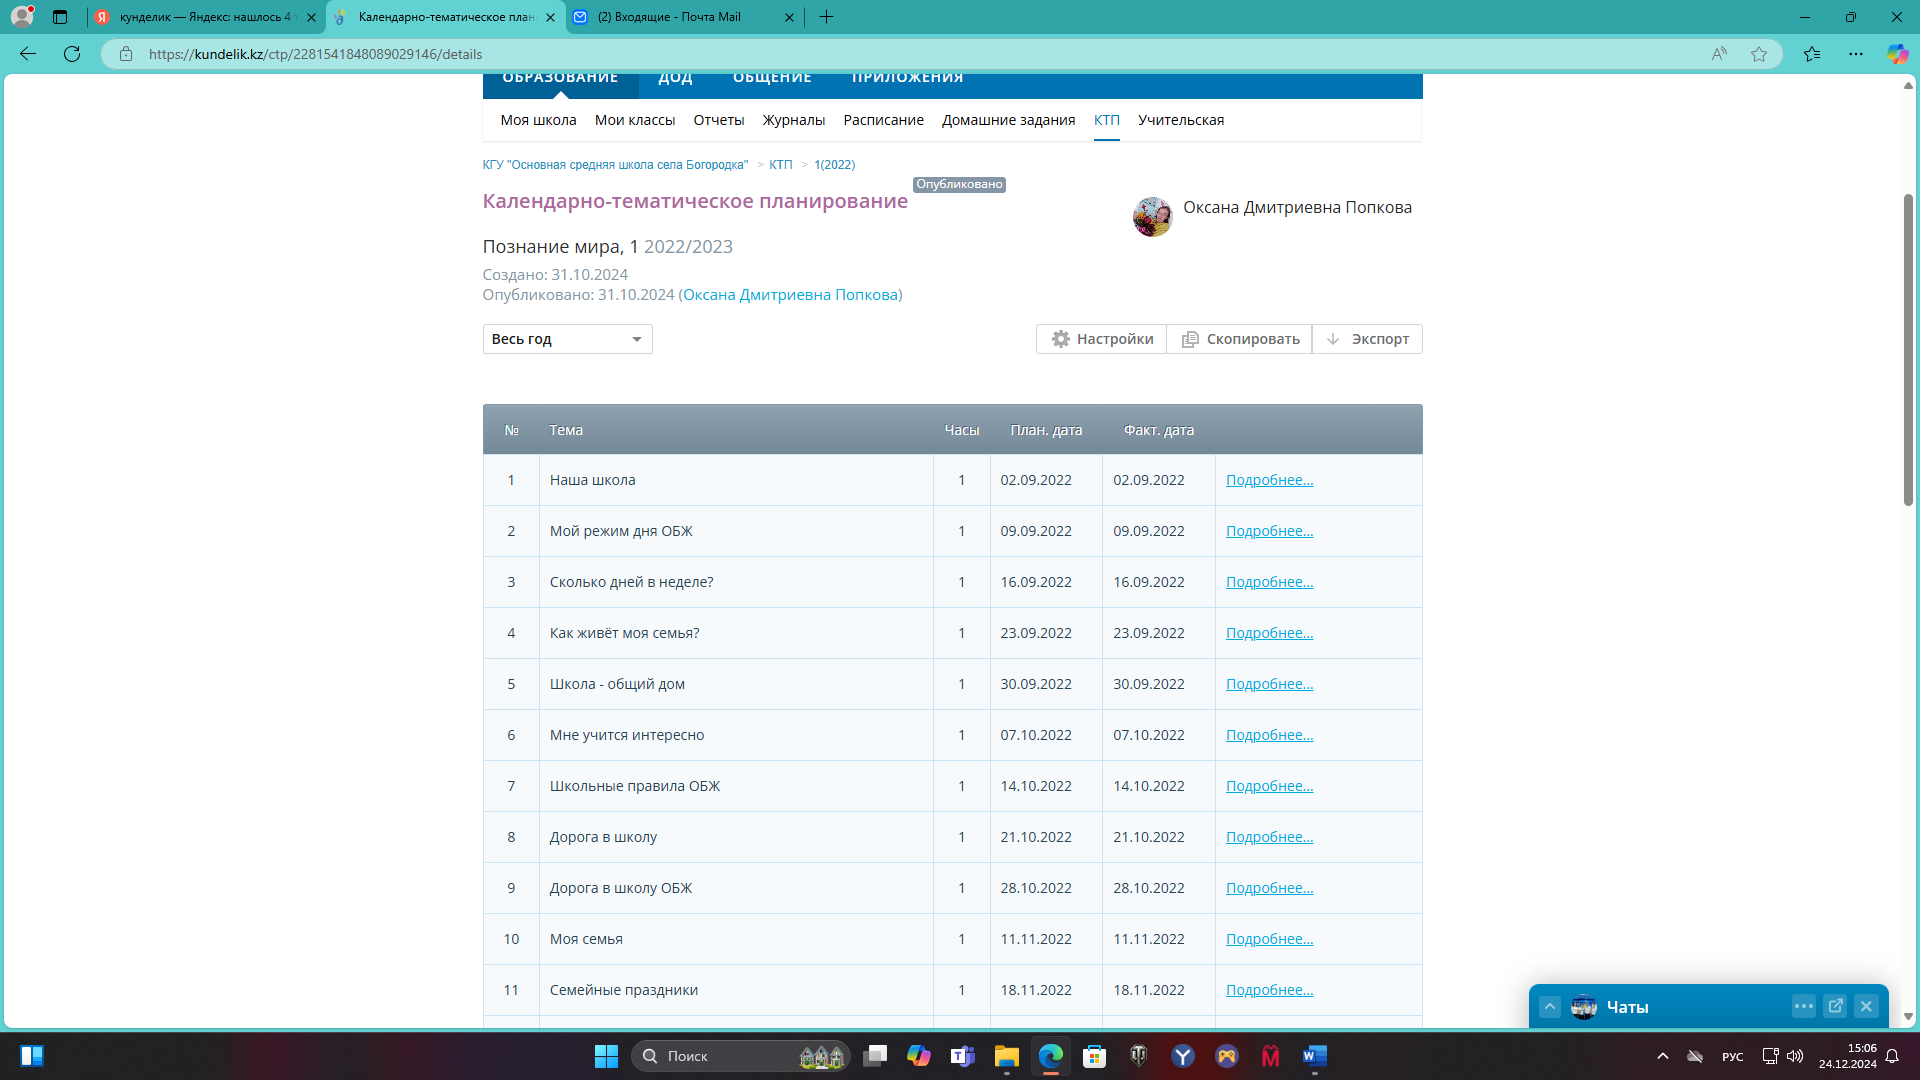 кунделик — Яндекс: нашлось 4 т
Календарно-тематическое план
(2) Входящие - Почта Mail
https://kundelik.kz/ctp/2281541848089029146/details
ОБРАЗОВАНИЕ ДОД ОБЩЕНИЕ ПРИЛОЖЕНИЯ
Моя школа Мои классы Отчеты Журналы Расписание Домашние задания КТП Учительская
КГУ "Основная средняя школа села Богородка" > КТП > 1(2022)
Опубликовано
Календарно-тематическое планирование
Оксана Дмитриевна Попкова
Познание мира, 1 2022/2023
Создано: 31.10.2024
Опубликовано: 31.10.2024 (Оксана Дмитриевна Попкова)
Весь год
Настройки Скопировать Экспорт
№ Тема Часы План. дата Факт. дата
1 Наша школа 1 02.09.2022 02.09.2022 Подробнее...
2 Мой режим дня ОБЖ 1 09.09.2022 09.09.2022 Подробнее...
3 Сколько дней в неделе? 1 16.09.2022 16.09.2022 Подробнее...
4 Как живёт моя семья? 1 23.09.2022 23.09.2022 Подробнее...
5 Школа - общий дом 1 30.09.2022 30.09.2022 Подробнее...
6 Мне учится интересно 1 07.10.2022 07.10.2022 Подробнее...
7 Школьные правила ОБЖ 1 14.10.2022 14.10.2022 Подробнее...
8 Дорога в школу 1 21.10.2022 21.10.2022 Подробнее...
9 Дорога в школу ОБЖ 1 28.10.2022 28.10.2022 Подробнее...
10 Моя семья 1 11.11.2022 11.11.2022 Подробнее...
11 Семейные праздники 1 18.11.2022 18.11.2022 Подробнее...
Чаты
Поиск
РУС
15:06
24.12.2024